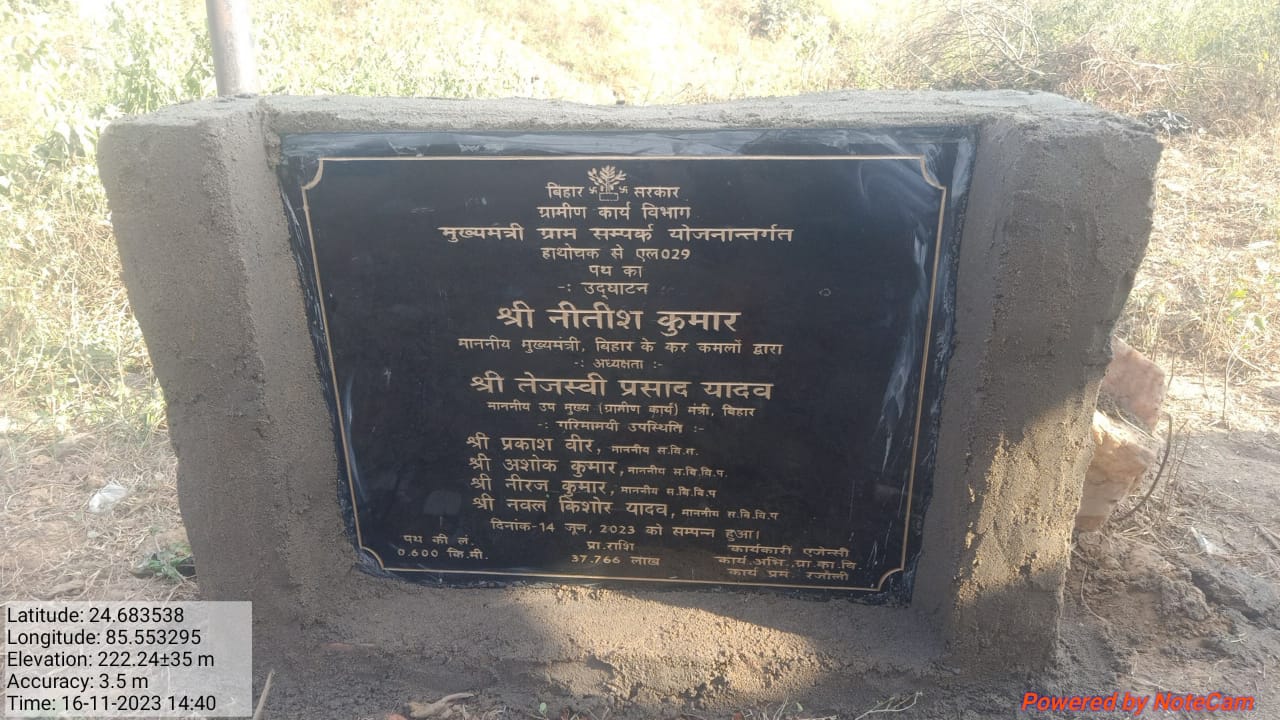 बिहार सरकार
ग्रामीण कार्य विभाग
मुख्यमंत्री ग्राम सम्पर्क योजनान्तर्गत
हाथोचक से एल029
पथ का
-: उद्घाटन
श्री नीतीश कुमार
माननीय मुख्यमंत्री, बिहार के कर कमलों द्वारा
-: अध्यक्षता :-
श्री तेजस्वी प्रसाद यादव
माननीय उप मुख्य (ग्रामीण कार्य) मंत्री, बिहार
-: गरिमामयी उपस्थिति :-
श्री प्रकाश वीर, माननीय स.वि.स.
श्री अशोक कुमार, माननीय स.वि.वि.प.
श्री नीरज कुमार, माननीय स.बि.वि.प
श्री नवल किशोर यादव, माननीय स.बि.वि.प
दिनांक-14 जून, 2023 को सम्पन्न हुआ।
पथ की लं.
0.600 कि.मी.
प्रा.राशि
37.766 लाख
कार्यकारी एजेन्सी
कार्य.अभि.,ग्रा.का.वि.
कार्य प्रमं. रजौली
Latitude: 24.683538
Longitude: 85.553295
Elevation: 222.24±35 m
Accuracy: 3.5 m
Time: 16-11-2023 14:40
Powered by NoteCam